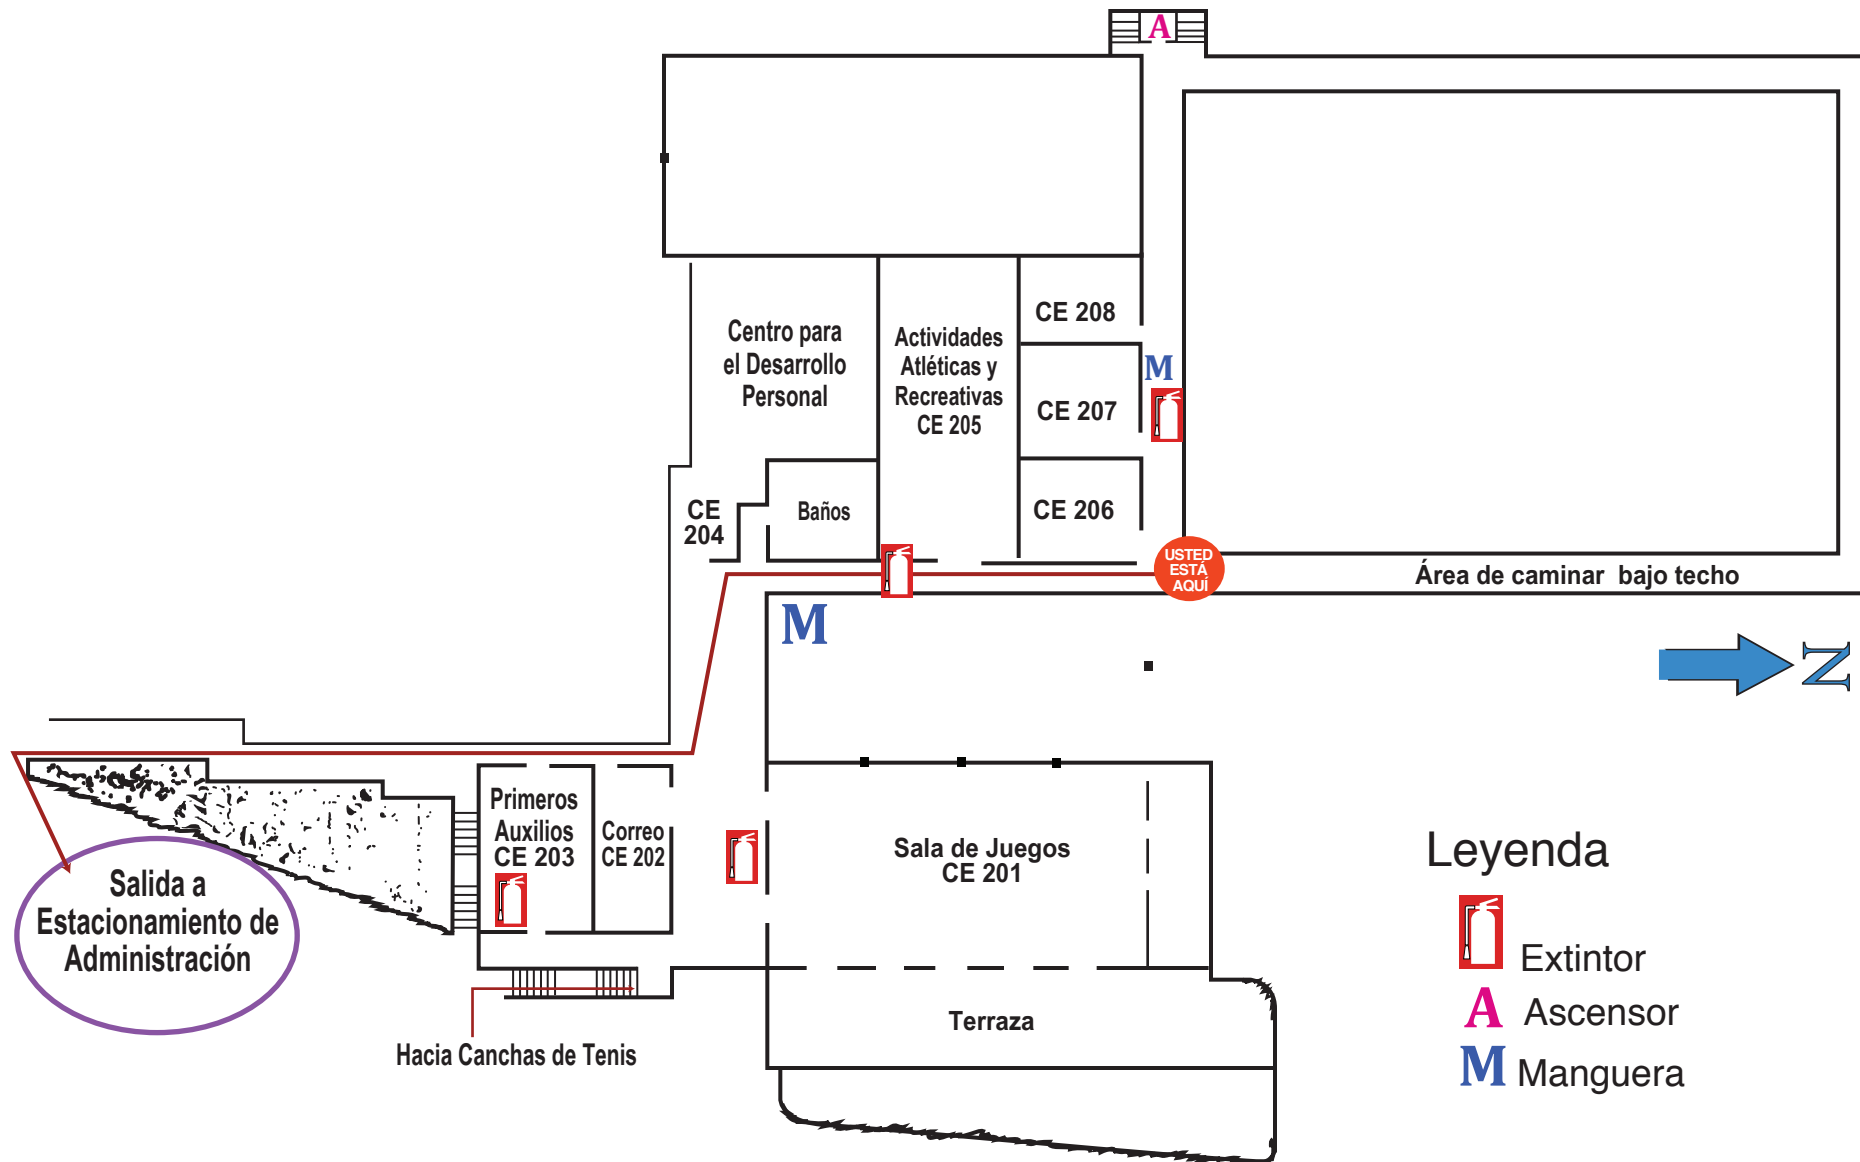 A
CE 208
Centro para
el Desarrollo
Personal
Actividades
Atléticas y
Recreativas
CE 205
M
CE 207
CE
204
Baños
CE 206
USTED
ESTÁ
AQUÍ
Área de caminar bajo techo
M
N
Primeros
Auxilios
CE 203
Correo
CE 202
Sala de Juegos
CE 201
Salida a
Estacionamiento de
Administración
Terraza
Hacia Canchas de Tenis
Leyenda
Extintor
A Ascensor
M Manguera